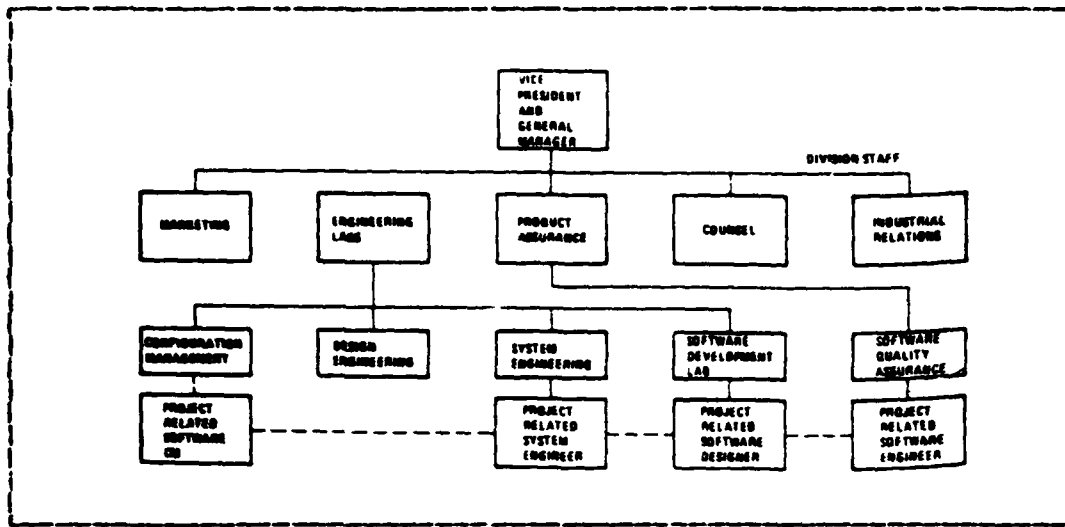 VICE
PRESIDENT
AND
GENERAL
MANAGER
DIVISION STAFF
MARKETING
ENGINEERING
LABS
PRODUCT
ASSURANCE
COUNSEL
INDUSTRIAL
RELATIONS
CONFIGURATION
MANAGEMENT
DESIGN
ENGINEERING
SYSTEM
ENGINEERING
SOFTWARE
DEVELOPMENT
LAB
SOFTWARE
QUALITY
ASSURANCE
PROJECT
RELATED
SOFTWARE
CM
PROJECT
RELATED
SYSTEM
ENGINEER
PROJECT
RELATED
SOFTWARE
DESIGNER
PROJECT
RELATED
SOFTWARE
ENGINEER